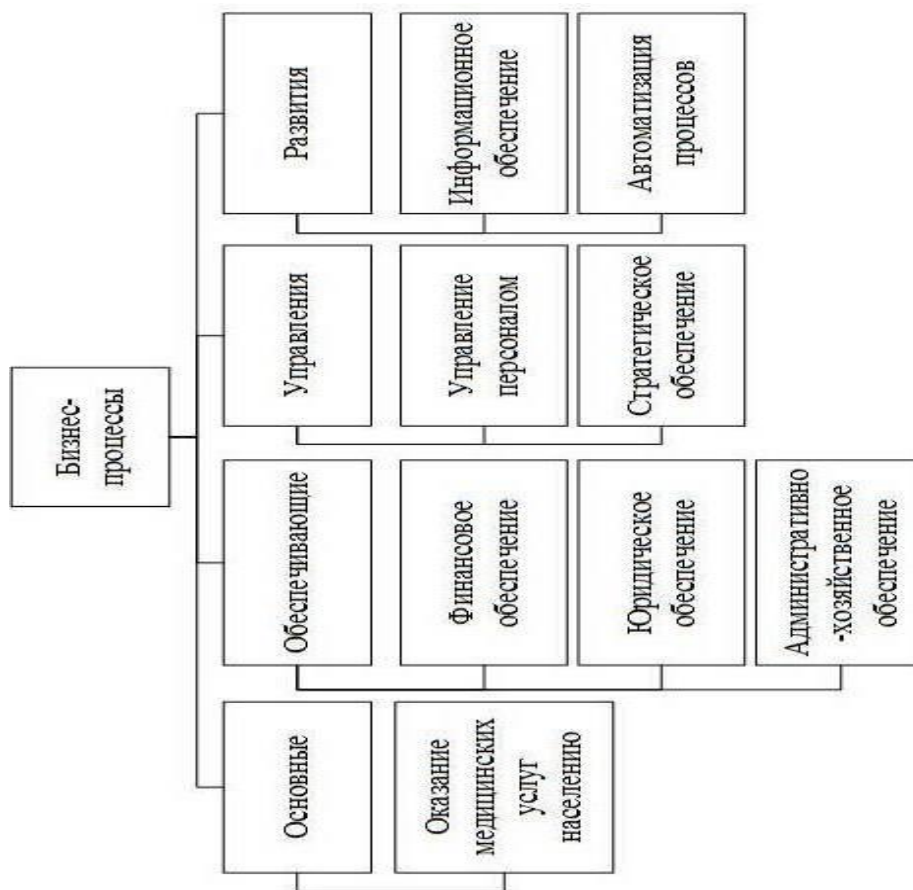 Бизнес-
процессы
Основные
Обеспечивающие
Управления
Развития
Оказание
медицинских
услуг
населению
Финансовое
обеспечение
Управление
персоналом
Информационное
обеспечение
Юридическое
обеспечение
Стратегическое
обеспечение
Автоматизация
процессов
Административно
-хозяйственное
обеспечение